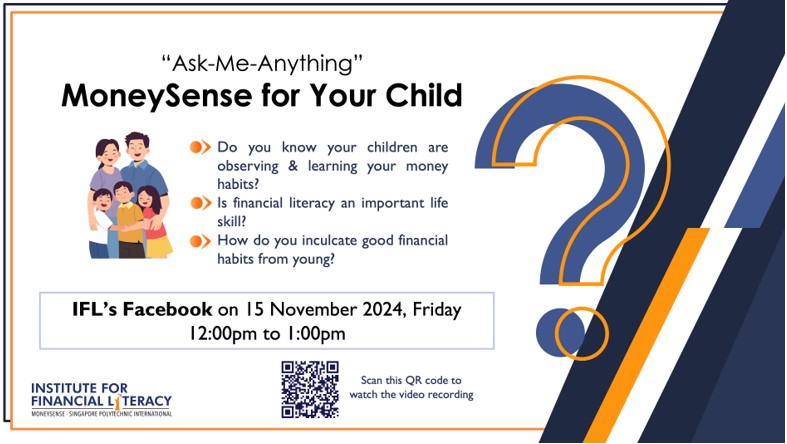 “Ask-Me-Anything”
MoneySense for Your Child
Do you know your children are
observing & learning your money
habits?
Is financial literacy an important life
skill?
How do you inculcate good financial
habits from young?
IFL’s Facebook on 15 November 2024, Friday
12:00pm to 1:00pm
Scan this QR code to
watch the video recording
INSTITUTE FOR
FINANCIAL LITERACY
MONEYSENSE - SINGAPORE POLYTECHNIC INTERNATIONAL